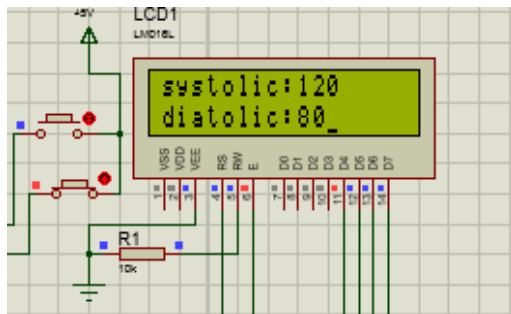 +5V
LCD1
LM016L
systolic:120
diatolic:80_
VSS VDD VEE RS RW E D0 D1 D2 D3 D4 D5 D6 D7
1 2 3 4 5 6 7 8 9 10 11 12 13 14
R1
10k